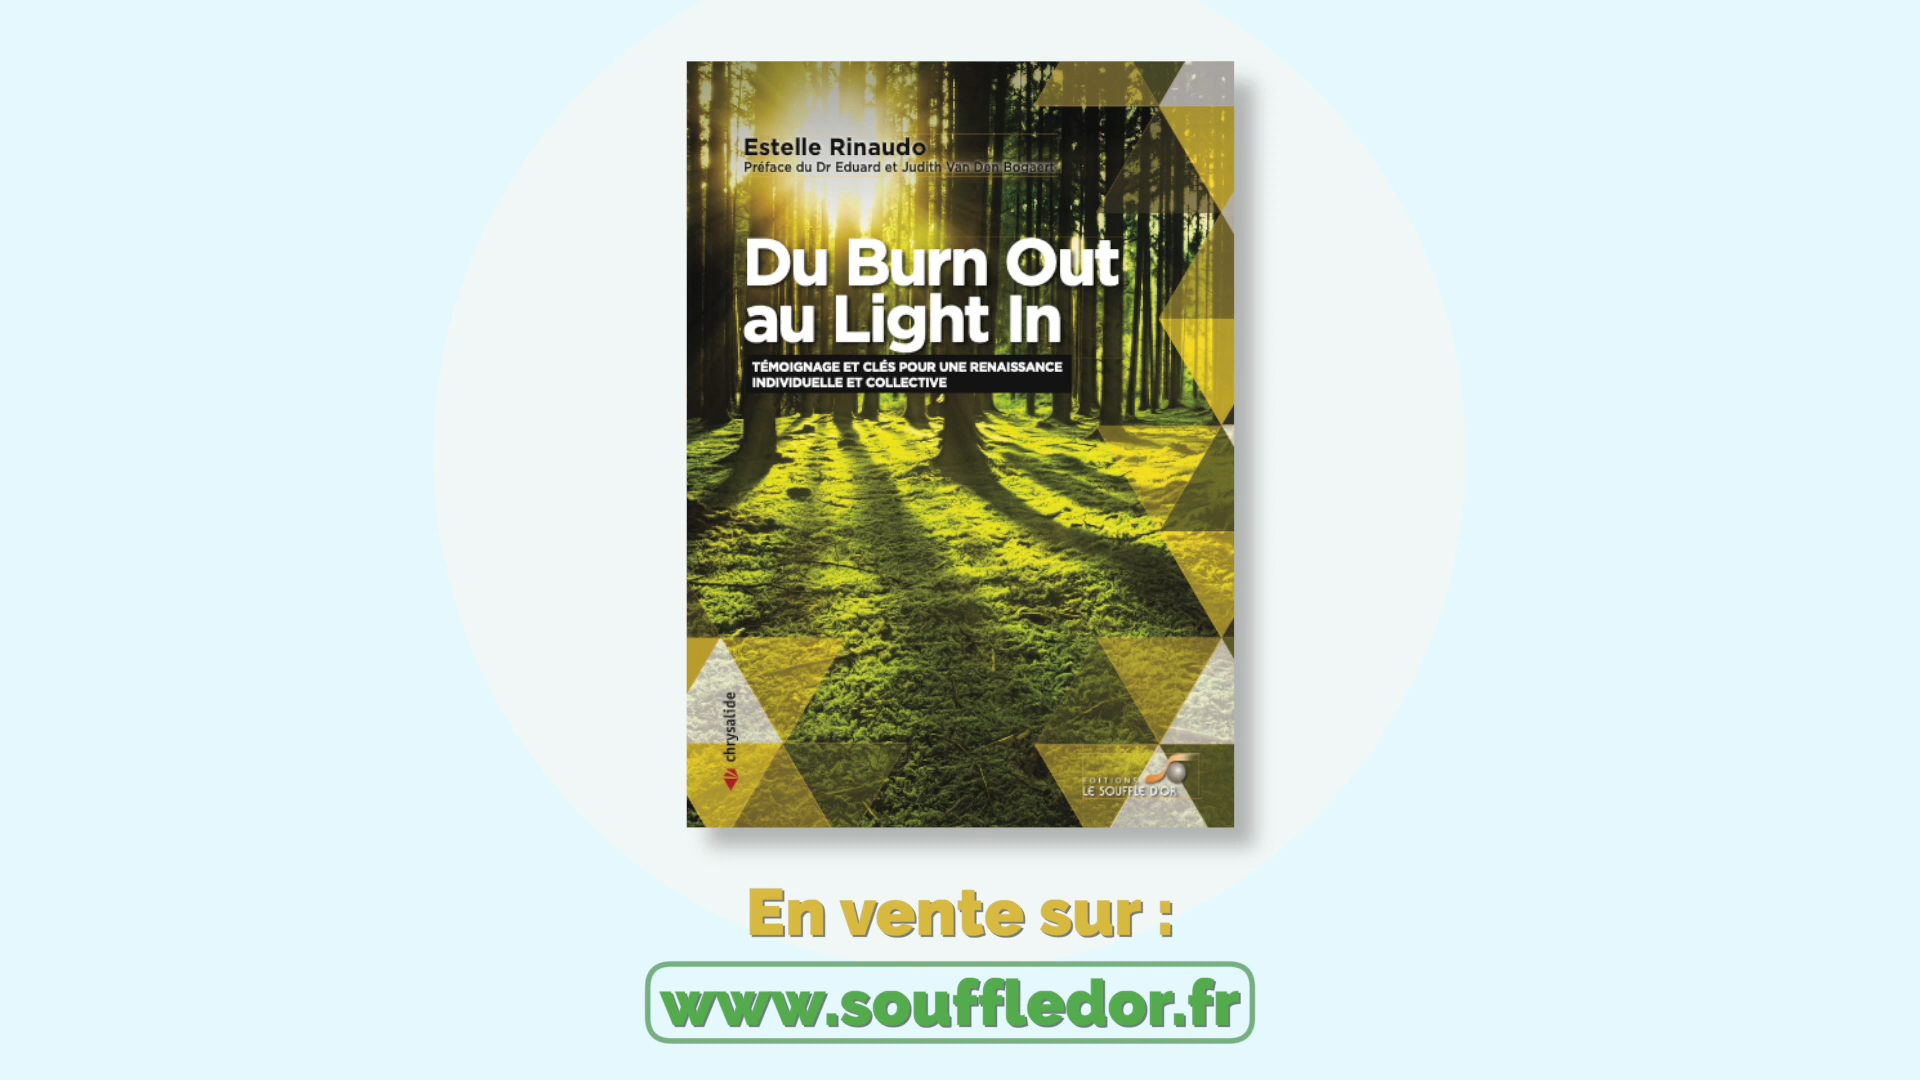 Estelle Rinaudo
Préface du Dr Eduard et Judith Van Den Bogaert
Du Burn Out
au Light In
TÉMOIGNAGE ET CLÉS POUR UNE RENAISSANCE
INDIVIDUELLE ET COLLECTIVE
chrysalide
EDITIONS
LE SOUFFLE D'OR
En vente sur :
www.souffledor.fr